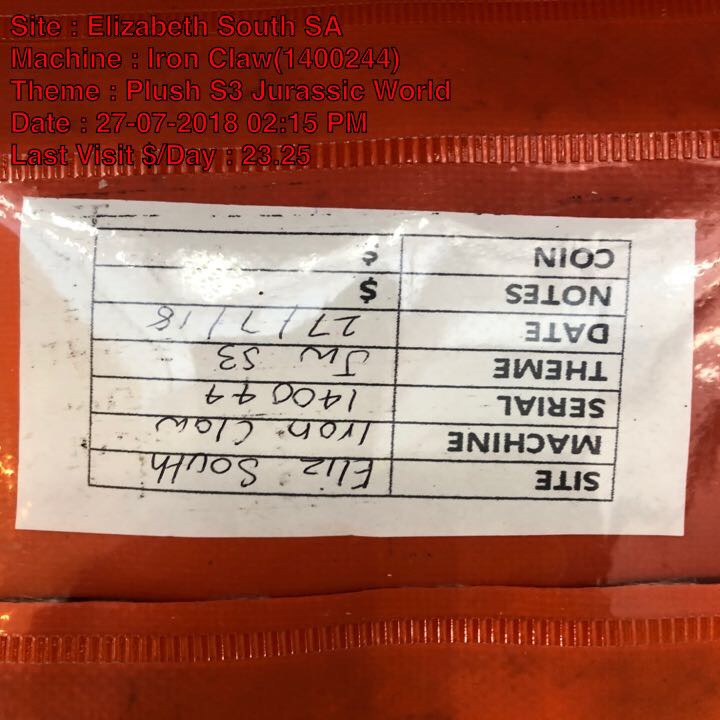 Site : Elizabeth South SA
Machine : Iron Claw(1400244)
Theme : Plush S3 Jurassic World
Date : 27-07-2018 02:15 PM
Last Visit $/Day : 23.25
SITE Eliz South
MACHINE Iron Claw
SERIAL 140044
THEME JW S3
DATE 27/7/18
NOTES $
COIN $